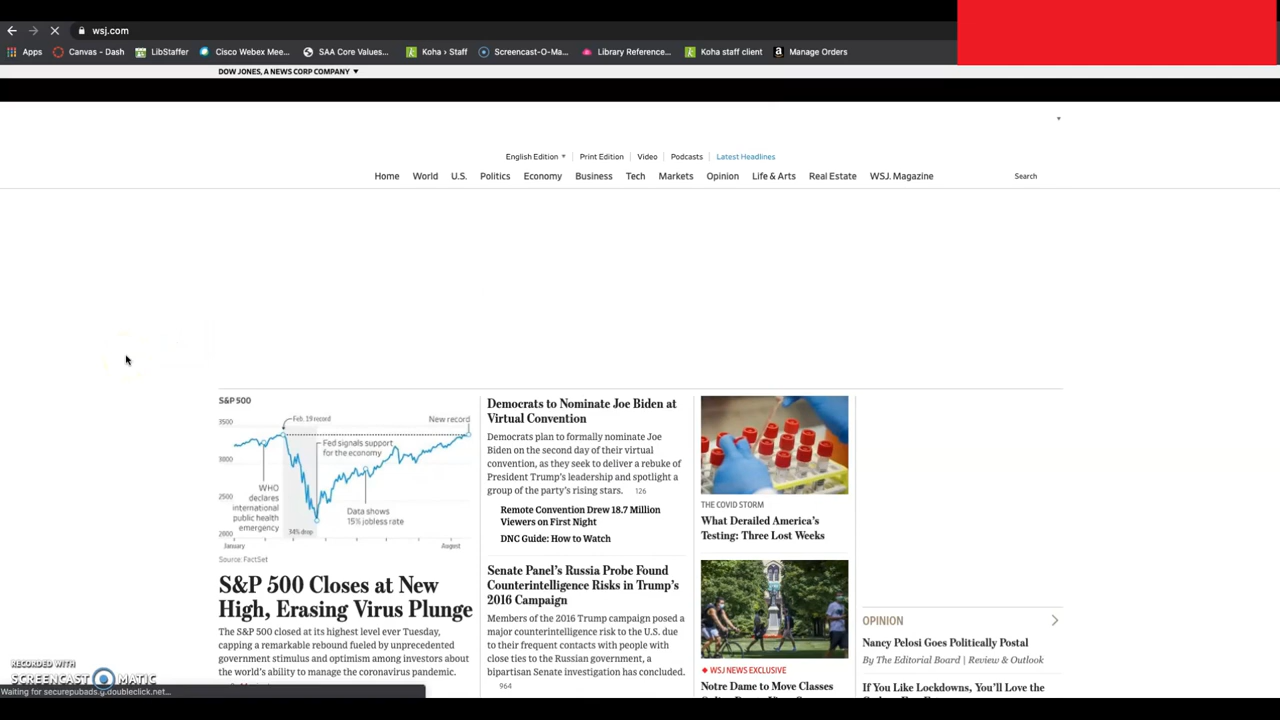 wsj.com
Apps Canvas - Dash LibStaffer Cisco Webex Mee... SAA Core Values... Koha › Staff Screencast-O-Ma... Library Reference... Koha staff client Manage Orders
DOW JONES, A NEWS CORP COMPANY
English Edition Print Edition Video Podcasts Latest Headlines
Home World U.S. Politics Economy Business Tech Markets Opinion Life & Arts Real Estate WSJ. Magazine Search
S&P 500
3500
3000
2500
2000
Feb. 19 record
New record
Fed signals support
for the economy
WHO
declares
international
public health
emergency
Data shows
15% jobless rate
34% drop
January
August
Source: FactSet
S&P 500 Closes at New
High, Erasing Virus Plunge
The S&P 500 closed at its highest level ever Tuesday,
capping a remarkable rebound fueled by unprecedented
government stimulus and optimism among investors about
the world's ability to manage the coronavirus pandemic.
Democrats to Nominate Joe Biden at
Virtual Convention
Democrats plan to formally nominate Joe
Biden on the second day of their virtual
convention, as they seek to deliver a rebuke of
President Trump's leadership and spotlight a
group of the party's rising stars. 126
Remote Convention Drew 18.7 Million
Viewers on First Night
DNC Guide: How to Watch
Senate Panel's Russia Probe Found
Counterintelligence Risks in Trump's
2016 Campaign
Members of the 2016 Trump campaign posed a
major counterintelligence risk to the U.S. due
to their frequent contacts with people with
close ties to the Russian government, a
bipartisan Senate investigation has concluded.
964
THE COVID STORM
What Derailed America's
Testing: Three Lost Weeks
WSJ NEWS EXCLUSIVE
Notre Dame to Move Classes
OPINION
Nancy Pelosi Goes Politically Postal
By The Editorial Board | Review & Outlook
If You Like Lockdowns, You'll Love the
RECORDED WITH
SCREENCAST MATIC
Waiting for securepubads.g.doubleclick.net...